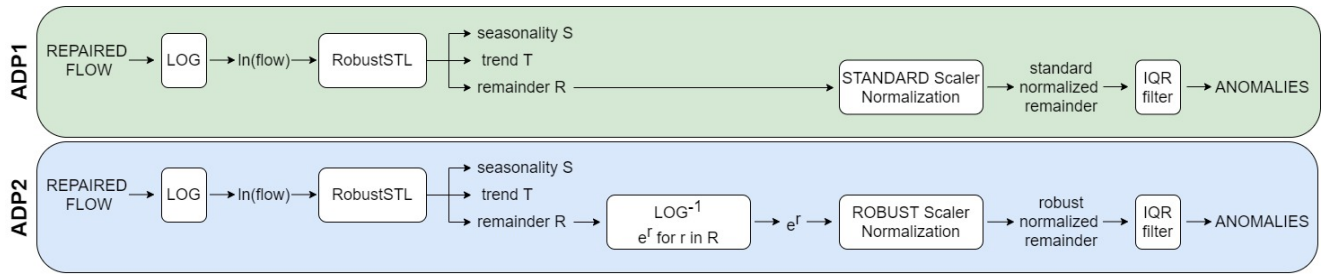 ADP1
REPAIRED
FLOW
LOG
ln(flow)
RobustSTL
seasonality S
trend T
remainder R
STANDARD Scaler
Normalization
standard
normalized
remainder
IQR
filter
ANOMALIES
ADP2
REPAIRED
FLOW
LOG
ln(flow)
RobustSTL
seasonality S
trend T
remainder R
LOG⁻¹
eʳ for r in R
eʳ
ROBUST Scaler
Normalization
robust
normalized
remainder
IQR
filter
ANOMALIES